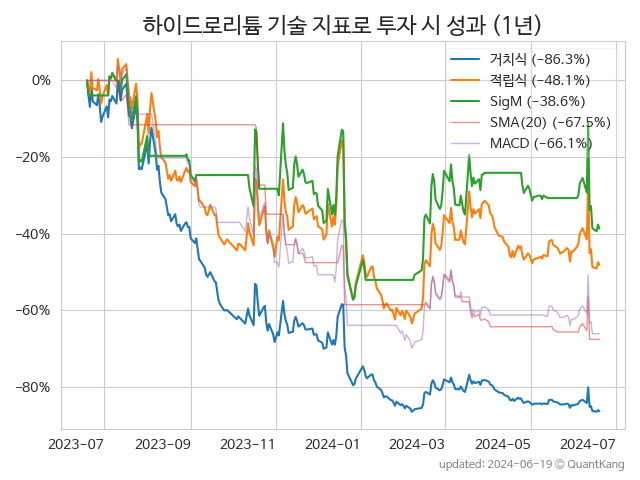 하이드로리튬 기술 지표로 투자 시 성과 (1년)
거치식 (−86.3%)
적립식 (−48.1%)
SigM (−38.6%)
SMA(20) (−67.5%)
MACD (−66.1%)
0%
−20%
−40%
−60%
−80%
2023−07 2023−09 2023−11 2024−01 2024−03 2024−05 2024−07
updated: 2024−06−19 © QuantKang